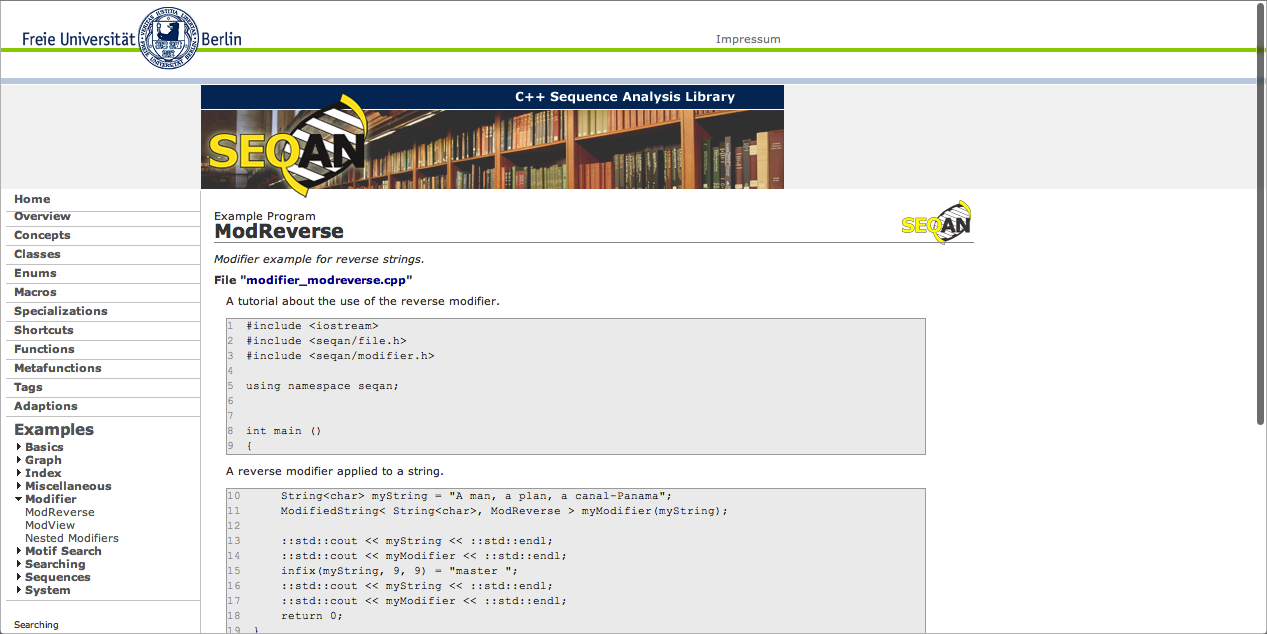 Freie Universität Berlin
Impressum
C++ Sequence Analysis Library
SEQAN
Home
Overview
Concepts
Classes
Enums
Macros
Specializations
Shortcuts
Functions
Metafunctions
Tags
Adaptions
Examples
Basics
Graph
Index
Miscellaneous
Modifier
ModReverse
ModView
Nested Modifiers
Motif Search
Searching
Sequences
System
Searching
Example Program
ModReverse
SEQAN
Modifier example for reverse strings.
File "modifier_modreverse.cpp"
A tutorial about the use of the reverse modifier.
1 #include <iostream>
2 #include <seqan/file.h>
3 #include <seqan/modifier.h>
4
5 using namespace seqan;
6
7
8 int main ()
9 {
A reverse modifier applied to a string.
10 String<char> myString = "A man, a plan, a canal-Panama";
11 ModifiedString< String<char>, ModReverse > myModifier(myString);
12
13 ::std::cout << myString << ::std::endl;
14 ::std::cout << myModifier << ::std::endl;
15 infix(myString, 9, 9) = "master ";
16 ::std::cout << myString << ::std::endl;
17 ::std::cout << myModifier << ::std::endl;
18 return 0;
19 }